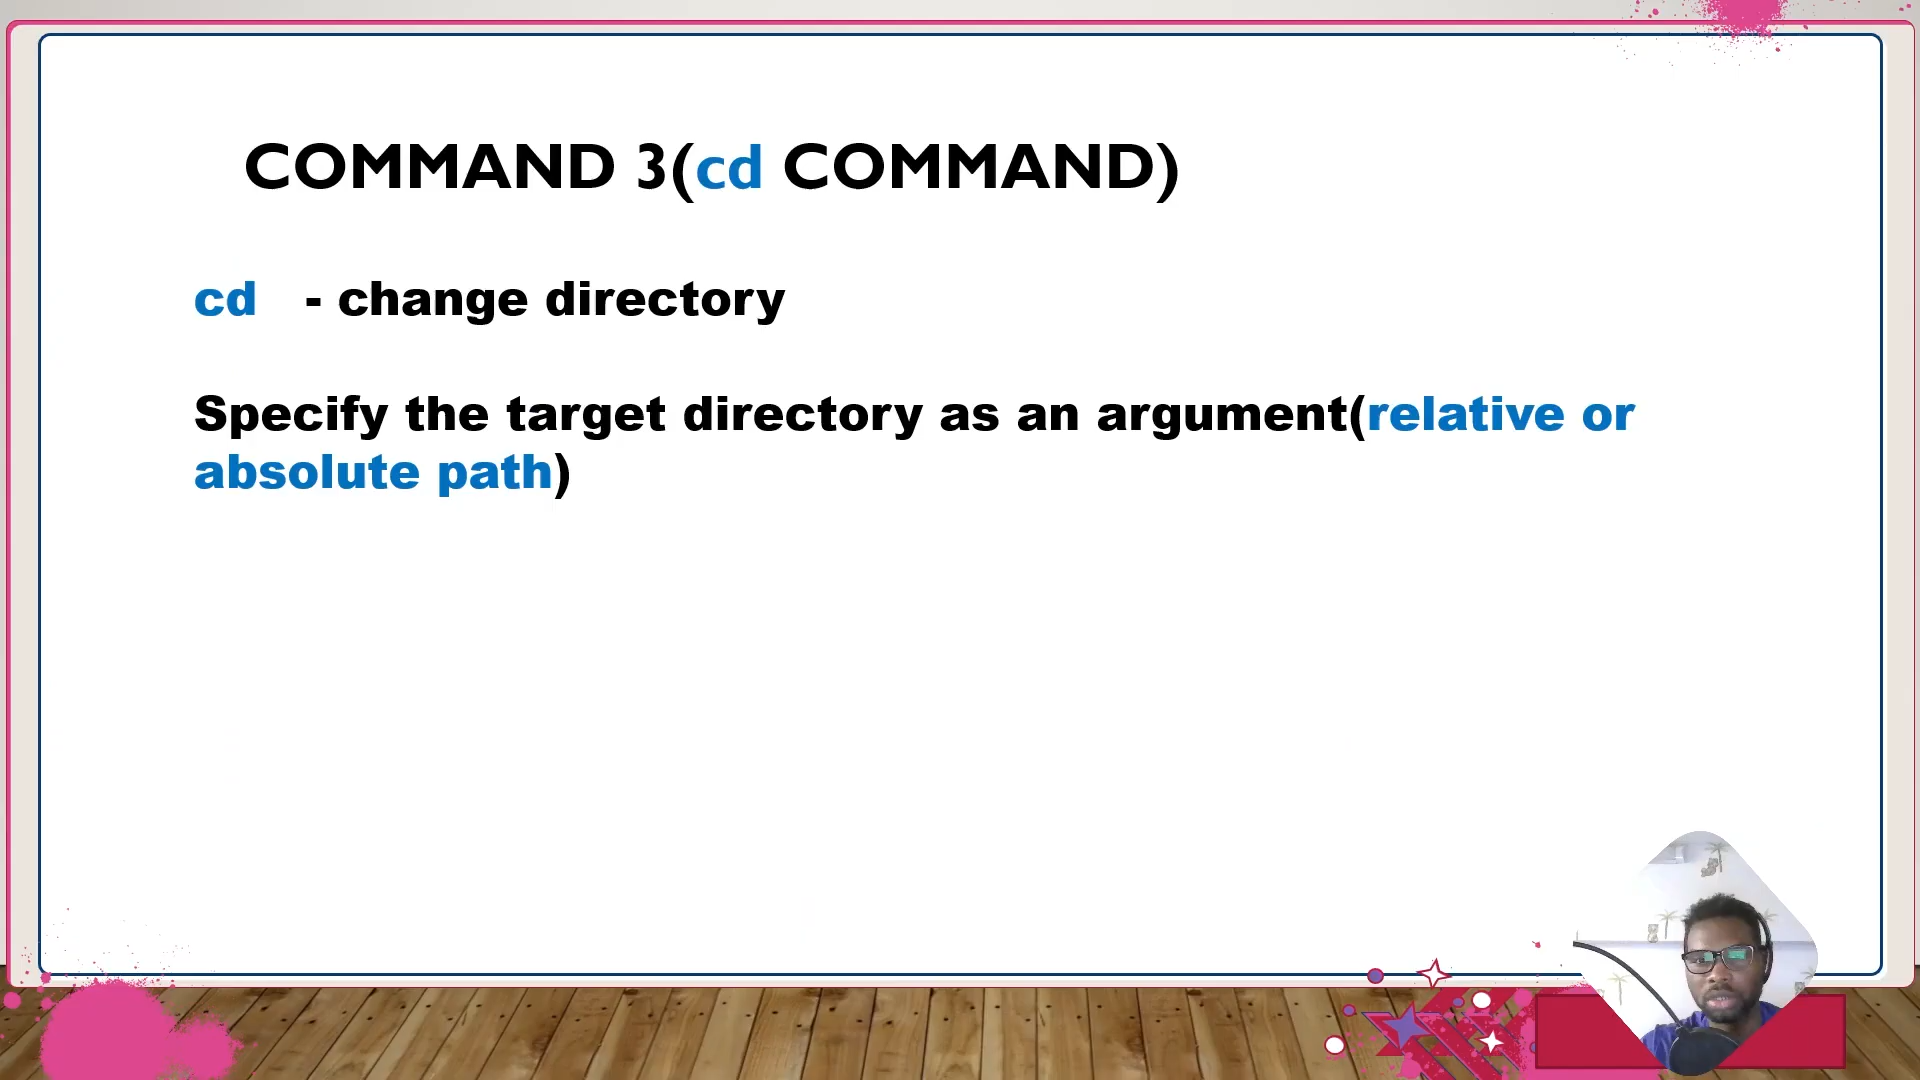 COMMAND 3(cd COMMAND)
cd - change directory
Specify the target directory as an argument(relative or
absolute path)